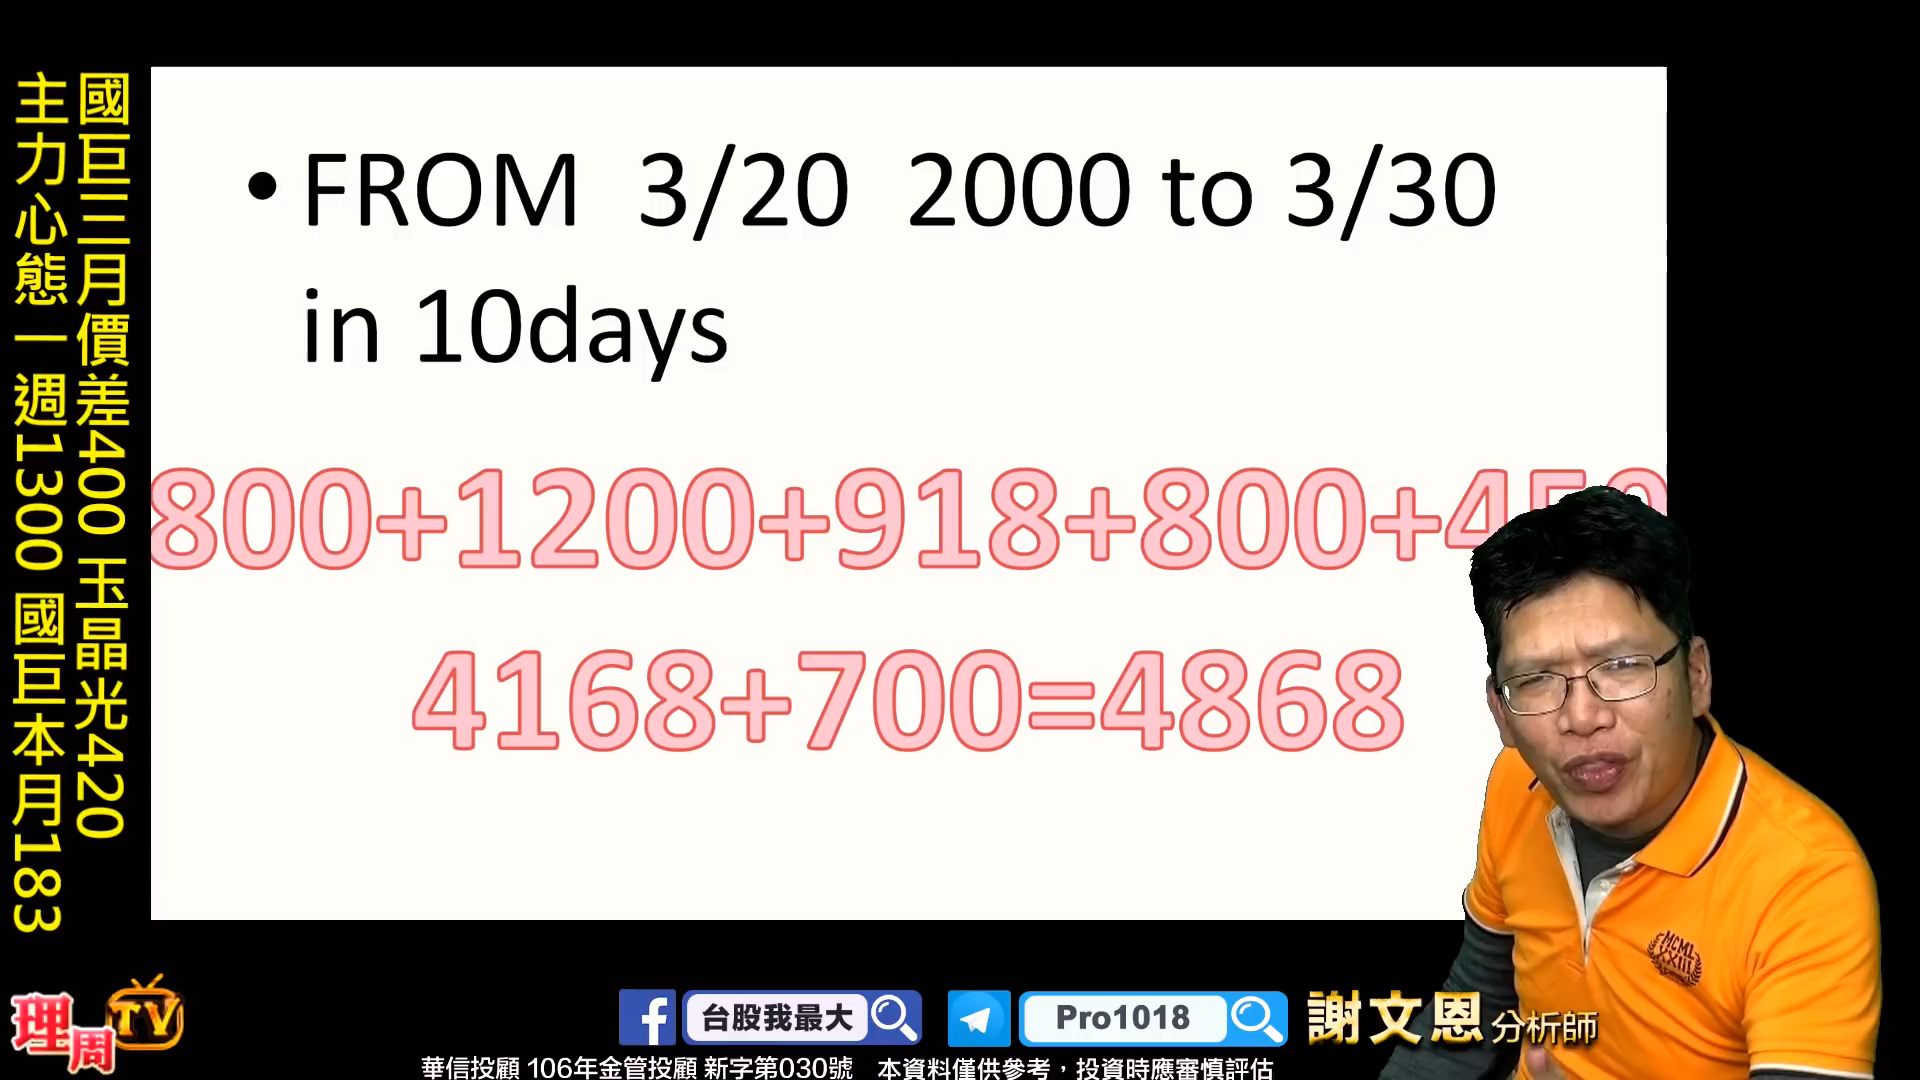 國巨三月價差400 玉晶光420
主力心態一週1300 國巨本月183
• FROM 3/20 2000 to 3/30
in 10days
800+1200+918+800+450
4168+700=4868
理周TV
台股我最大
Pro1018
謝文恩 分析師
華信投顧 106年金管投顧 新字第030號 本資料僅供參考，投資時應審慎評估
MCML
XXIII